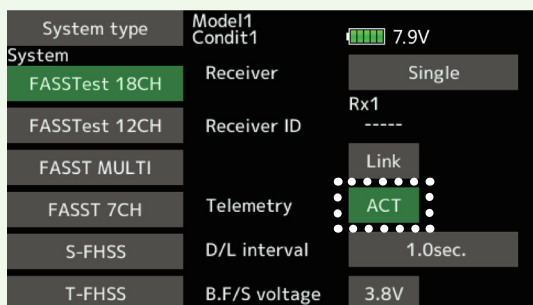 System type
Model1
Condit1
7.9V
System
FASSTest 18CH
Receiver
Single
Rx1
FASSTest 12CH
Receiver ID
-----
FASST MULTI
Link
FASST 7CH
Telemetry
ACT
S-FHSS
D/L interval
1.0sec.
T-FHSS
B.F/S voltage
3.8V